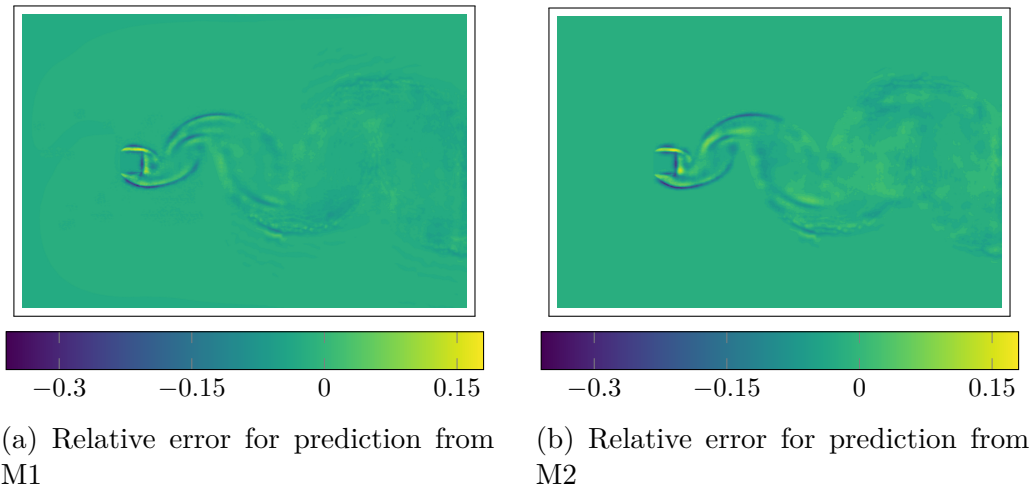 −0.3 −0.15 0 0.15
(a) Relative error for prediction from
M1
−0.3 −0.15 0 0.15
(b) Relative error for prediction from
M2